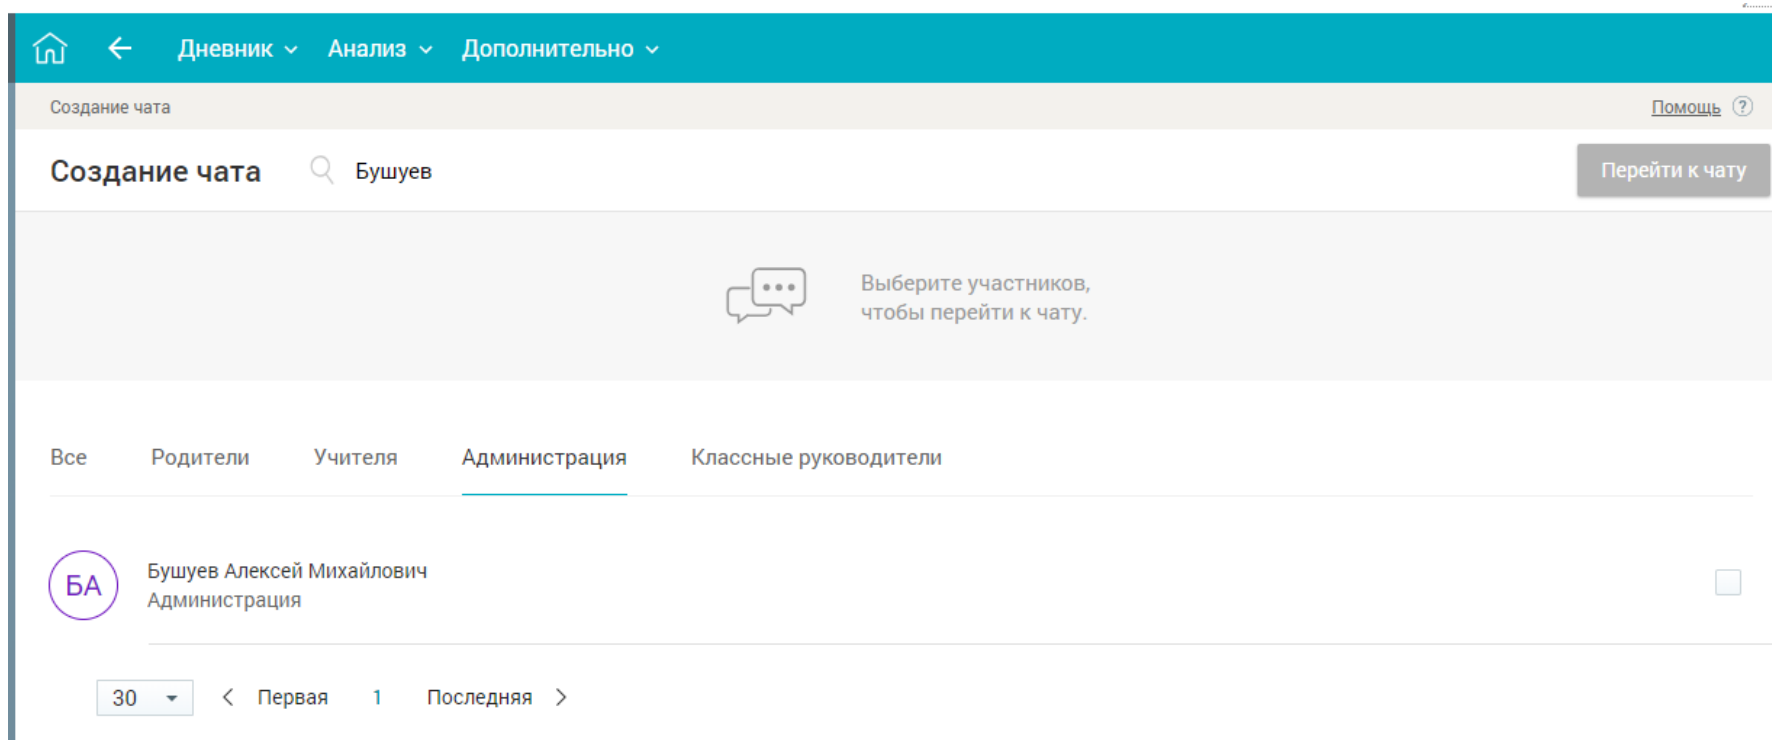 Дневник Анализ Дополнительно
Создание чата Помощь ?
Создание чата Бушуев Перейти к чату
Выберите участников,
чтобы перейти к чату.
Все Родители Учителя Администрация Классные руководители
БА
Бушуев Алексей Михайлович
Администрация
30 Первая 1 Последняя